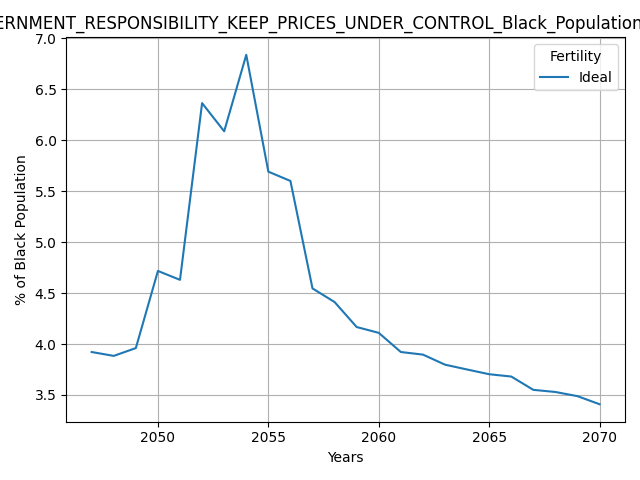 ERNMENT_RESPONSIBILITY_KEEP_PRICES_UNDER_CONTROL_Black_Population
7.0
6.5
6.0
5.5
5.0
4.5
4.0
3.5
% of Black Population
Fertility
Ideal
2050 2055 2060 2065 2070
Years